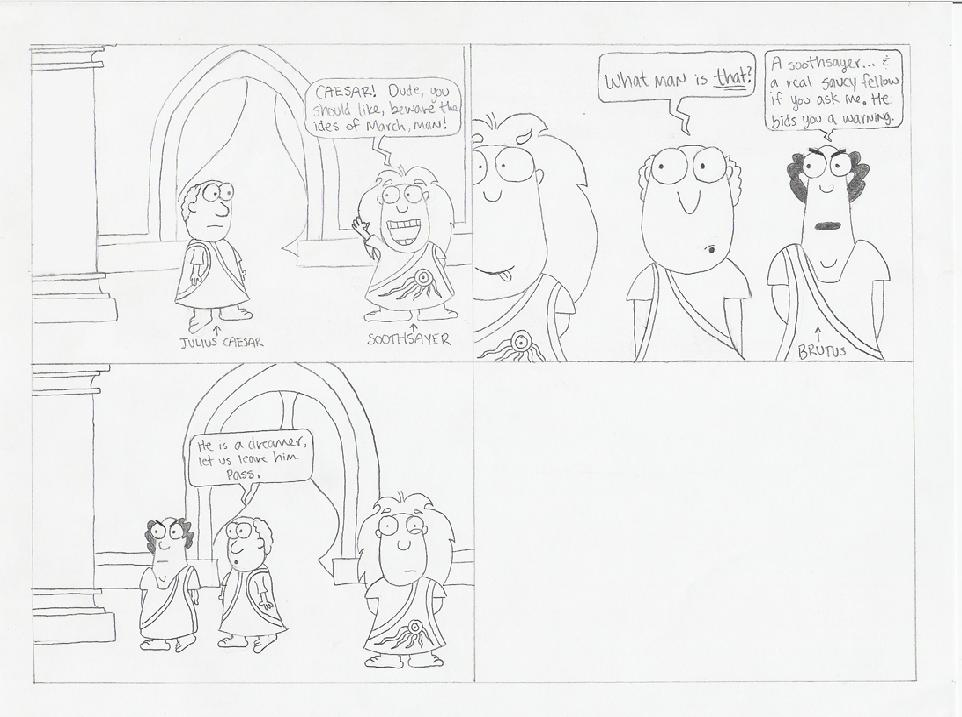 CAESAR! Dude, you
should like, beware the
ides of March, man!
JULIUS CAESAR
SOOTHSAYER
What man is that?
A soothsayer... &
a real saucy fellow
if you ask me. He
bids you a warning.
BRUTUS
He is a dreamer,
let us leave him
Pass.